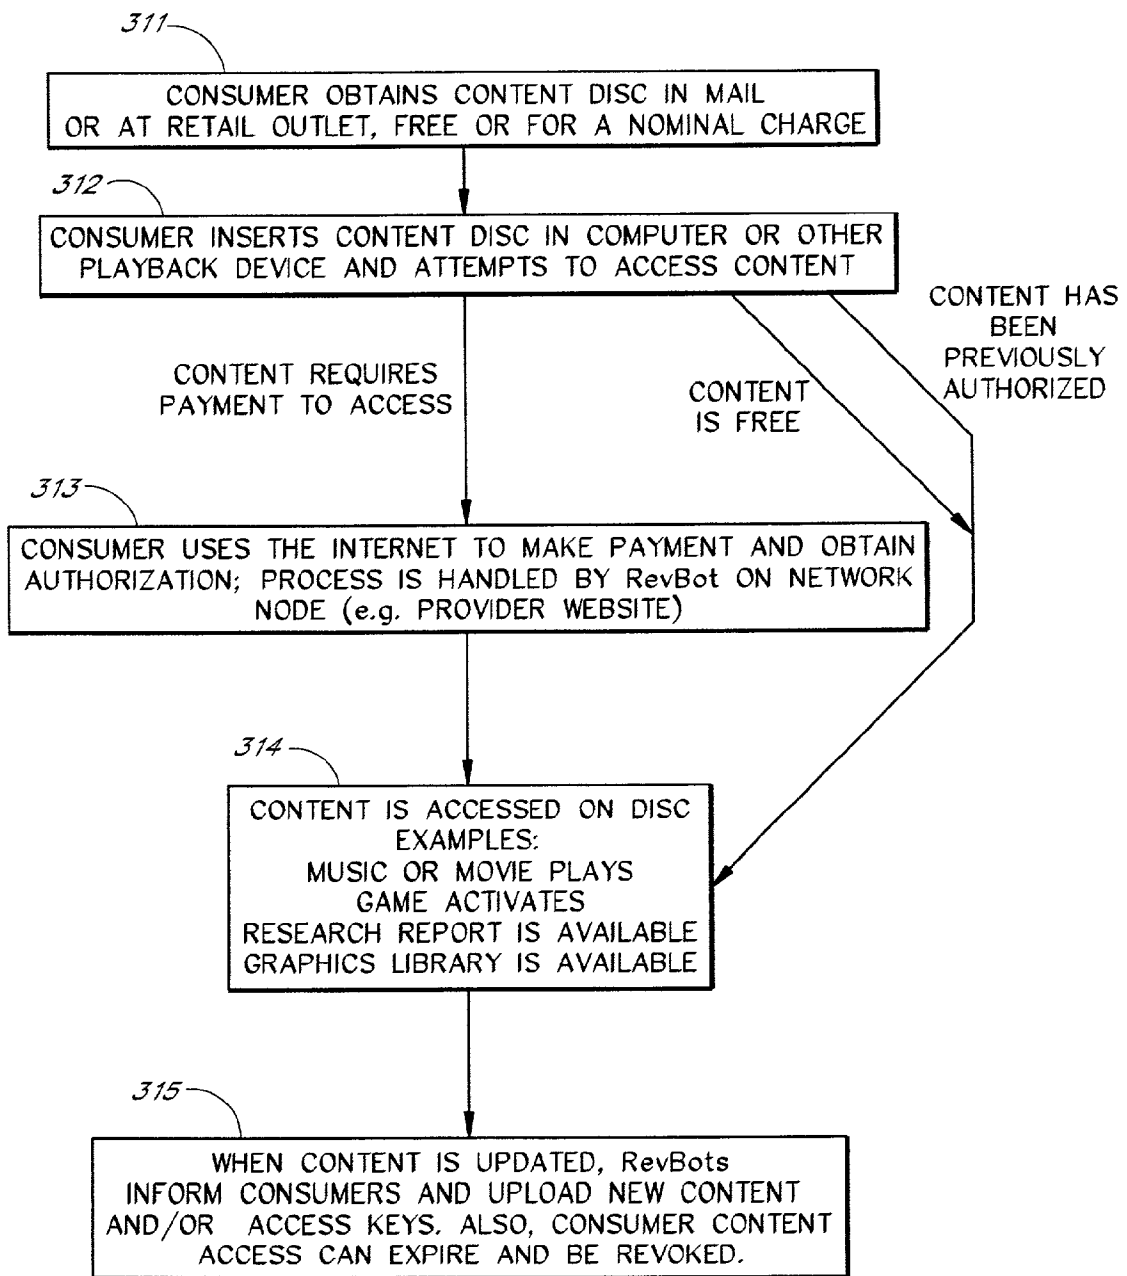 311
CONSUMER OBTAINS CONTENT DISC IN MAIL
OR AT RETAIL OUTLET, FREE OR FOR A NOMINAL CHARGE
312
CONSUMER INSERTS CONTENT DISC IN COMPUTER OR OTHER
PLAYBACK DEVICE AND ATTEMPTS TO ACCESS CONTENT
CONTENT REQUIRES
PAYMENT TO ACCESS
CONTENT
IS FREE
CONTENT HAS
BEEN
PREVIOUSLY
AUTHORIZED
313
CONSUMER USES THE INTERNET TO MAKE PAYMENT AND OBTAIN
AUTHORIZATION; PROCESS IS HANDLED BY RevBot ON NETWORK
NODE (e.g. PROVIDER WEBSITE)
314
CONTENT IS ACCESSED ON DISC
EXAMPLES:
MUSIC OR MOVIE PLAYS
GAME ACTIVATES
RESEARCH REPORT IS AVAILABLE
GRAPHICS LIBRARY IS AVAILABLE
315
WHEN CONTENT IS UPDATED, RevBots
INFORM CONSUMERS AND UPLOAD NEW CONTENT
AND/OR ACCESS KEYS. ALSO, CONSUMER CONTENT
ACCESS CAN EXPIRE AND BE REVOKED.